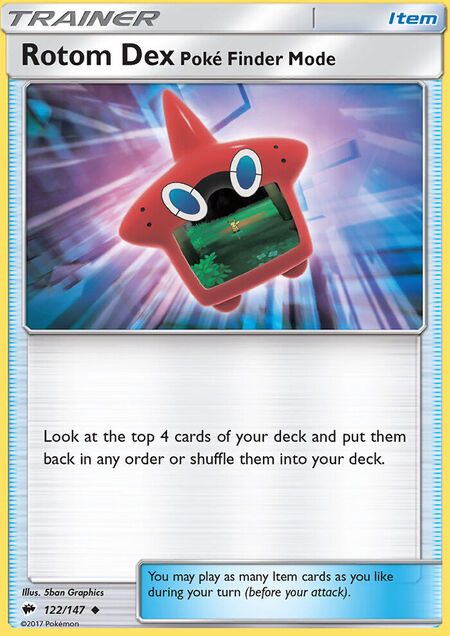 TRAINER Item
Rotom Dex Poké Finder Mode
Look at the top 4 cards of your deck and put them
back in any order or shuffle them into your deck.
You may play as many Item cards as you like
during your turn (before your attack).
Illus. 5ban Graphics
122/147
©2017 Pokémon